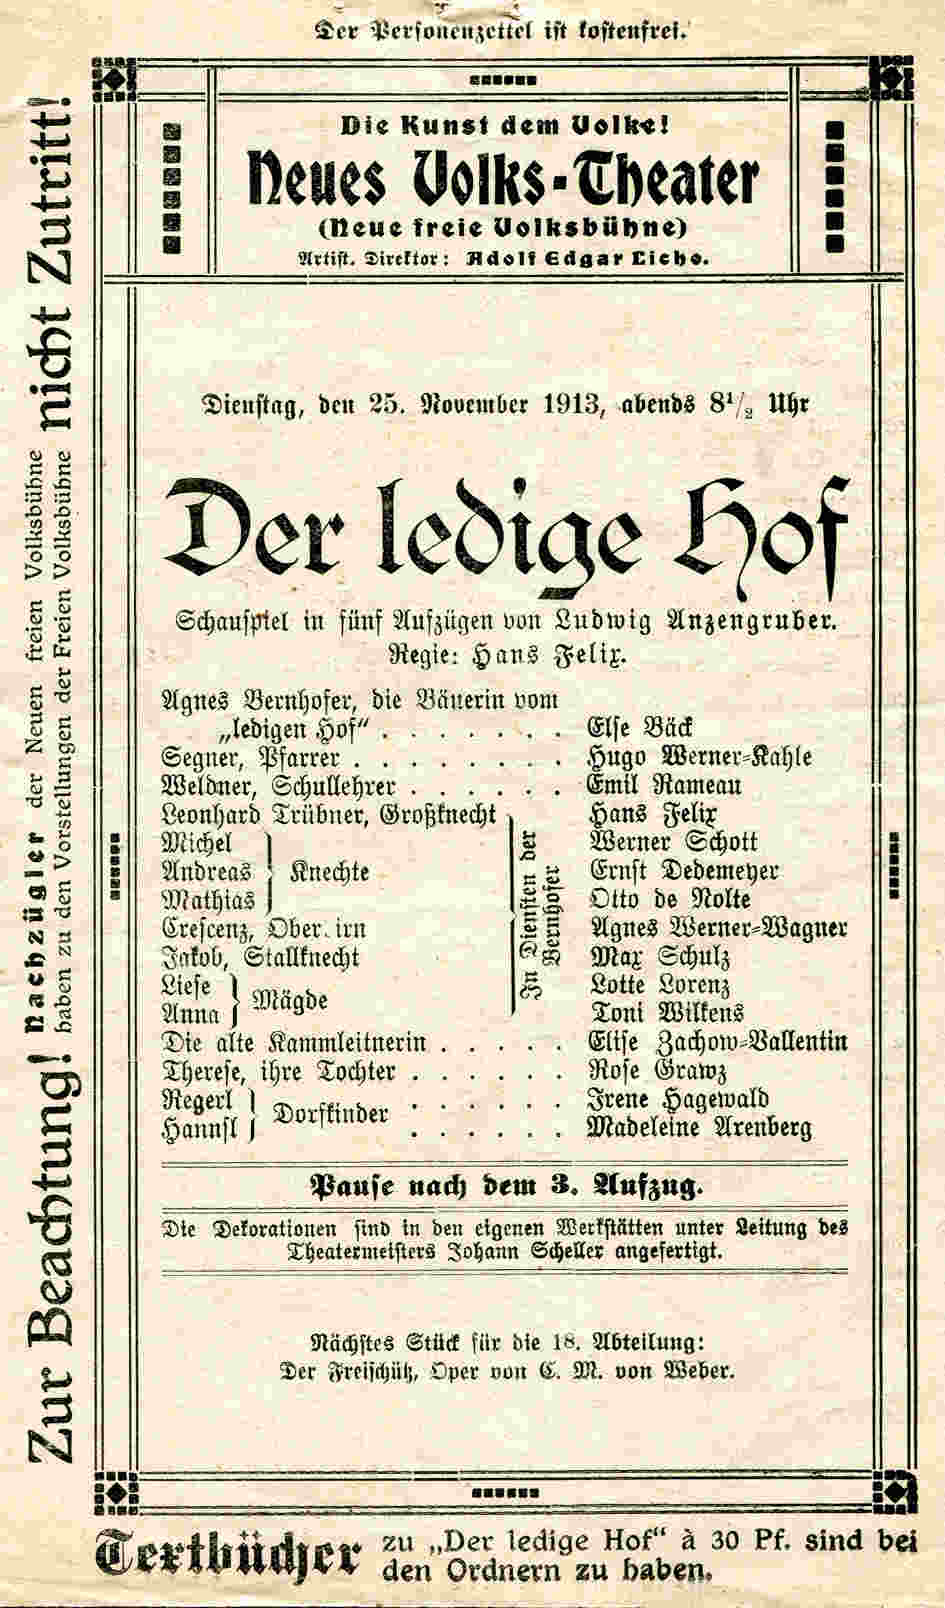 Der Personenzettel ist kostenfrei.
Die Kunst dem Volke!
Neues Volks-Theater
(Neue freie Volksbühne)
Artist. Direktor: Adolf Edgar Licho.
Dienstag, den 25. November 1913, abends 8½ Uhr
Der ledige Hof
Schauspiel in fünf Aufzügen von Ludwig Anzengruber.
Regie: Hans Felix.
Agnes Bernhofer, die Bäuerin vom
„ledigen Hof“ . . . . . . . Else Bäck
Segner, Pfarrer . . . . . . . . Hugo Werner-Kahle
Weldner, Schullehrer . . . . . . Emil Rameau
Leonhard Trübner, Großknecht Hans Felix
Michel Werner Schott
Andreas Knechte Ernst Dedemeyer
Mathias Otto de Nolte
Crescenz, Agnes Werner-Wagner
Jakob, Stallknecht Max Schulz
Liese Lotte Lorenz
Mägde
Anna Toni Wilkens
In Diensten der
Bernhofer
Die alte Kammleitnerin . . . . . Elise Zachow-Vallentin
Therese, ihre Tochter . . . . . . Rose Grawz
Regerl . . . . . . Irene Hagewald
Dorfkinder
Hannsl . . . . . . Madeleine Arenberg
Pause nach dem 3. Aufzug.
Die Dekorationen sind in den eigenen Werkstätten unter Leitung des
Theatermeisters Johann Scheller angefertigt.
Nächstes Stück für die 18. Abteilung:
Der Freischütz, Oper von C. M. von Weber.
Textbücher zu „Der ledige Hof“ à 30 Pf. sind bei
den Ordnern zu haben.
Zur Beachtung! Nachzügler der Neuen freien Volksbühne
haben zu den Vorstellungen der Freien Volksbühne nicht Zutritt!